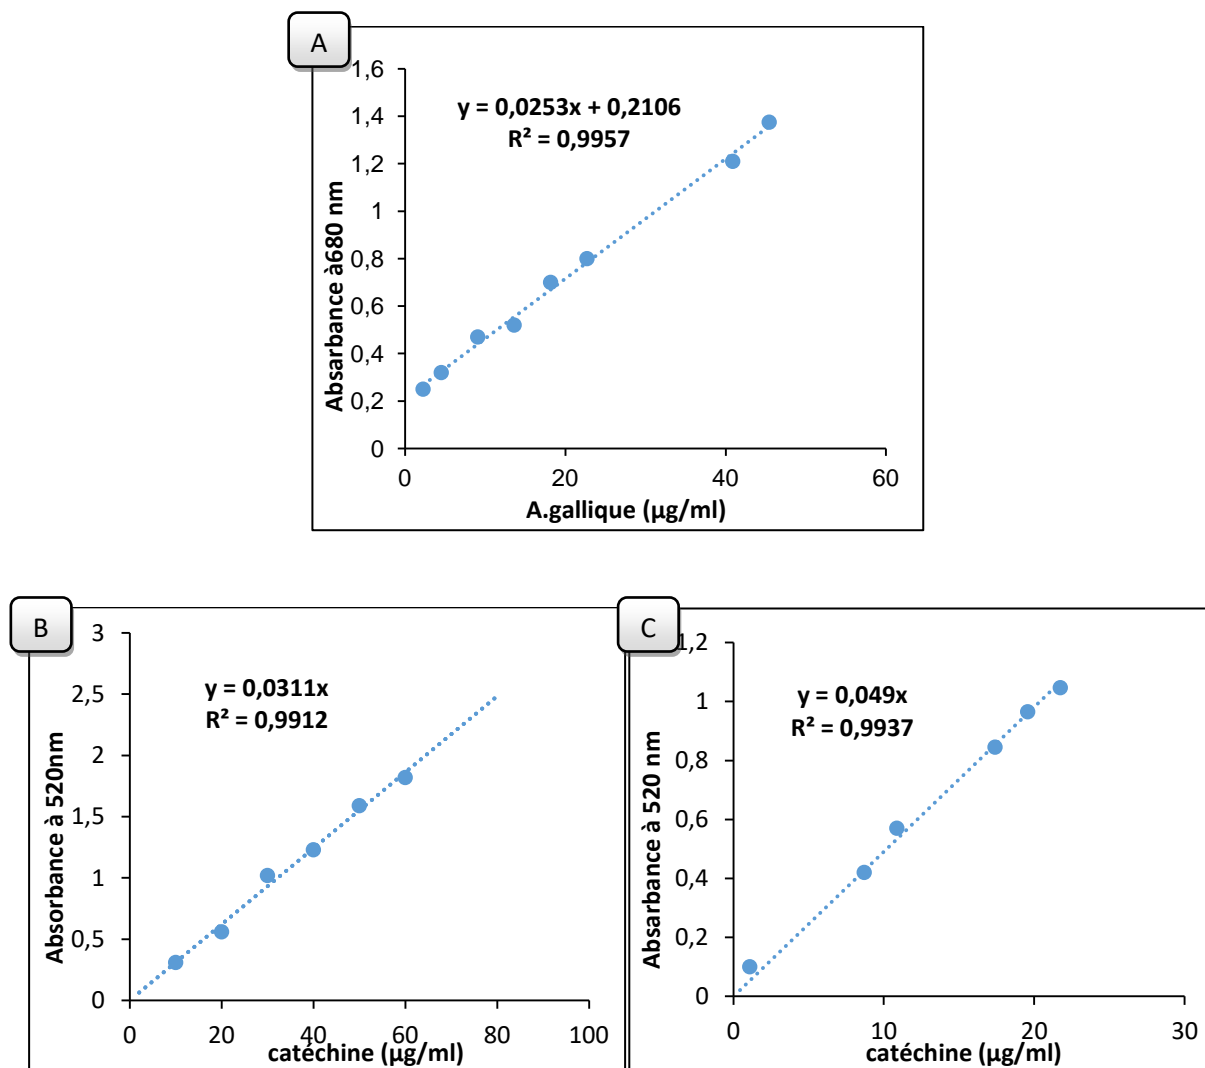 A
1,6
1,4
1,2
1
0,8
0,6
0,4
0,2
0
y = 0,0253x + 0,2106
R² = 0,9957
Absarbance à680 nm
0 20 40 60
A.gallique (µg/ml)
B
3
2,5
2
1,5
1
0,5
0
y = 0,0311x
R² = 0,9912
Absorbance à 520nm
0 20 40 60 80 100
catéchine (µg/ml)
C
1,2
1
0,8
0,6
0,4
0,2
0
y = 0,049x
R² = 0,9937
Absarbance à 520 nm
0 10 20 30
catéchine (µg/ml)